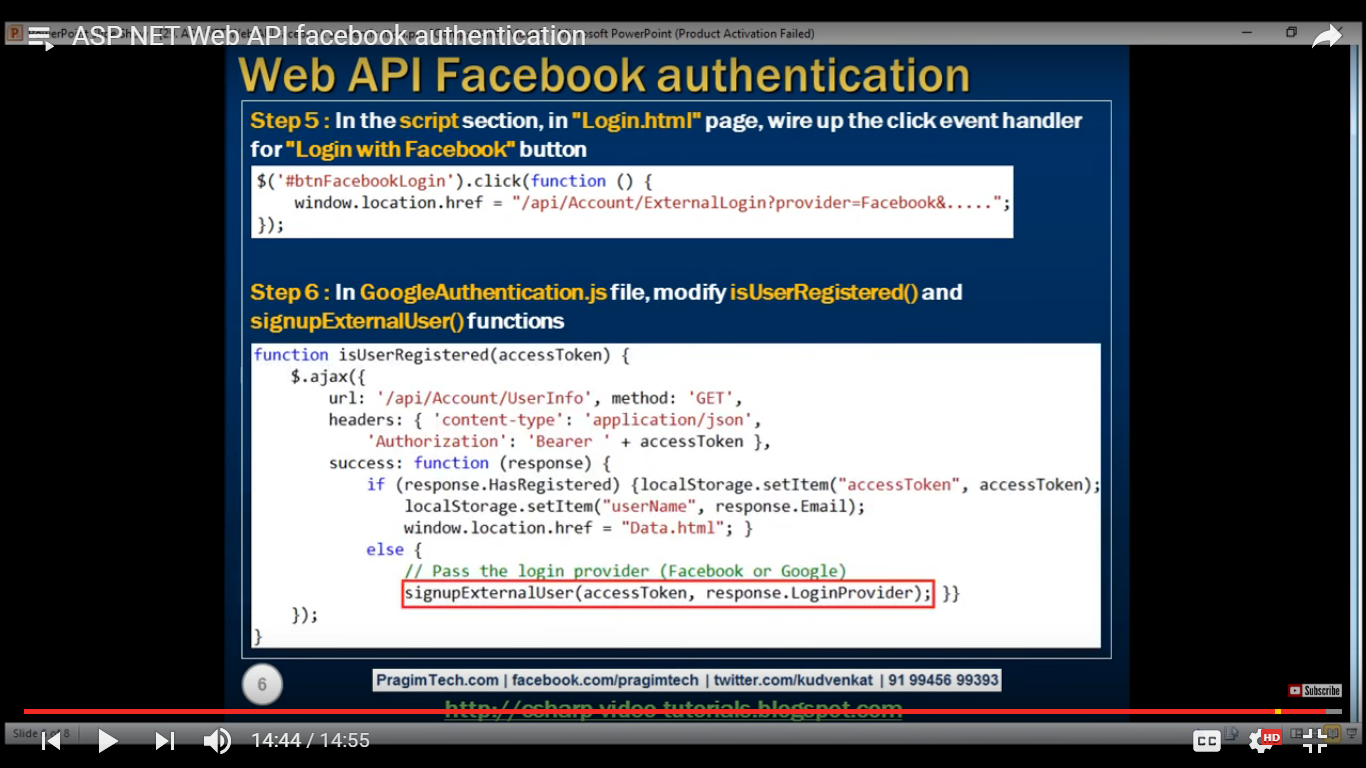 ASP NET Web API facebook authentication
soft PowerPoint (Product Activation Failed)
Web API Facebook authentication
Step 5 : In the script section, in "Login.html" page, wire up the click event handler
for "Login with Facebook" button
$('#btnFacebookLogin').click(function () {
window.location.href = "/api/Account/ExternalLogin?provider=Facebook&.....";
});
Step 6 : In GoogleAuthentication.js file, modify isUserRegistered() and
signupExternalUser() functions
function isUserRegistered(accessToken) {
$.ajax({
url: '/api/Account/UserInfo', method: 'GET',
headers: { 'content-type': 'application/json',
'Authorization': 'Bearer ' + accessToken },
success: function (response) {
if (response.HasRegistered) {localStorage.setItem("accessToken", accessToken);
localStorage.setItem("userName", response.Email);
window.location.href = "Data.html"; }
else {
// Pass the login provider (Facebook or Google)
signupExternalUser(accessToken, response.LoginProvider); }}
});
}
6
PragimTech.com | facebook.com/pragimtech | twitter.com/kudvenkat | 91 99456 99393
Subscribe
http://csharp-video-tutorials.blogspot.com
Slide of 8
14:44 / 14:55
CC
HD